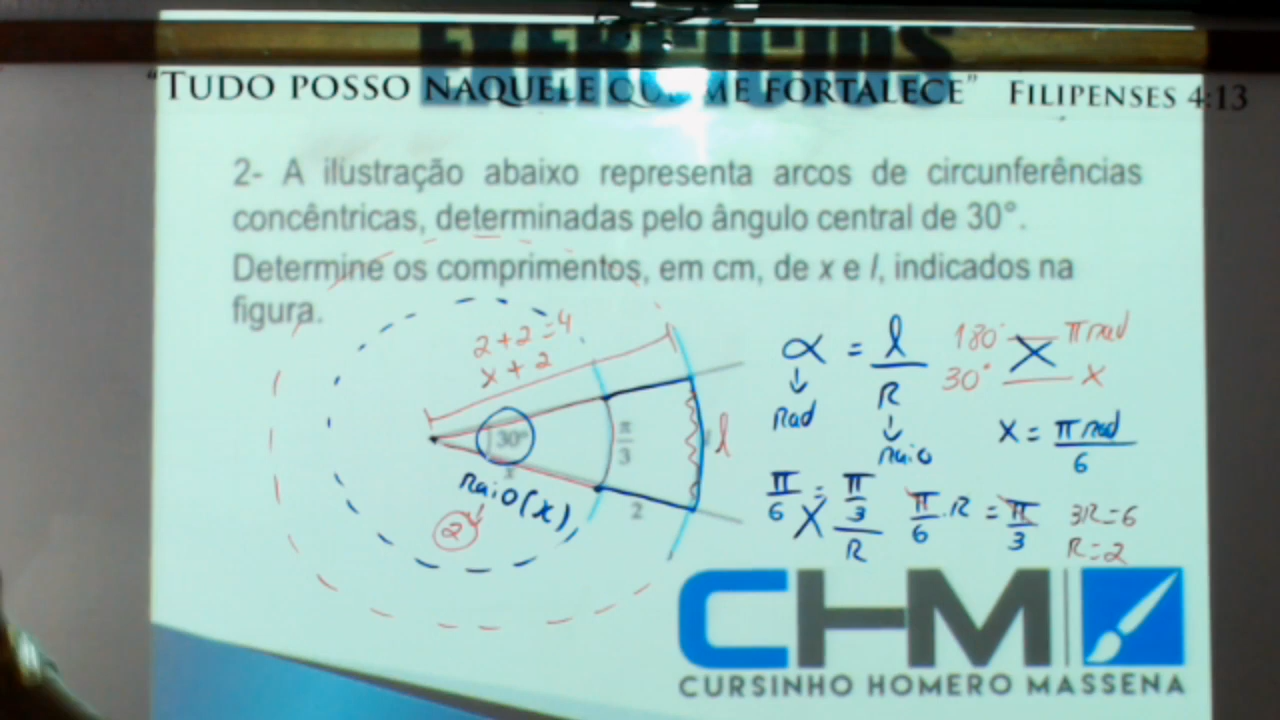 EXERCÍCIOS
“TUDO POSSO NAQUELE QUE ME FORTALECE” FILIPENSES 4:13
2- A ilustração abaixo representa arcos de circunferências
concêntricas, determinadas pelo ângulo central de 30°.
Determine os comprimentos, em cm, de x e l, indicados na
figura.
2+2=4
x+2
30°
x
Raio(x)
2
π/3
2
l
α = l/R
Rad
raio
180° π rad
30° x
x = π rad/6
π/6 = π/3/R
π/6 . R = π/3
3R=6
R=2
CHM
CURSINHO HOMERO MASSENA